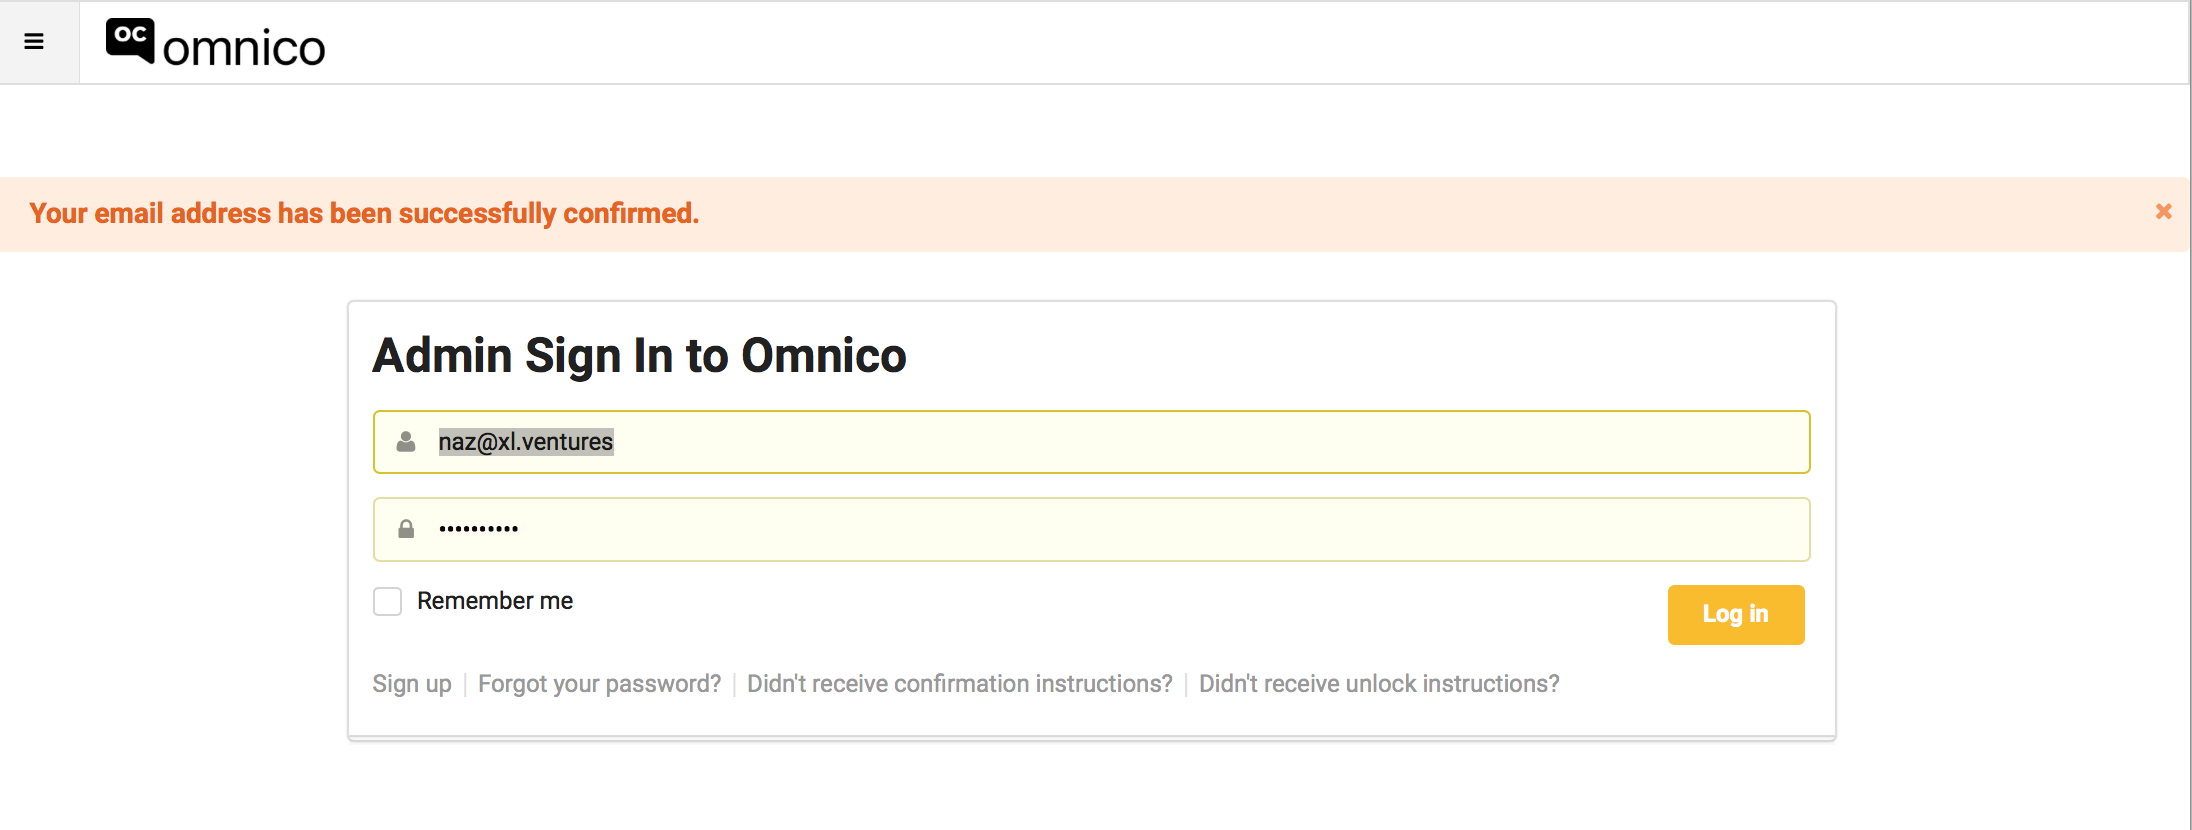 OC omnico
Your email address has been successfully confirmed.
Admin Sign In to Omnico
naz@xl.ventures
••••••••••
Remember me
Log in
Sign up | Forgot your password? | Didn't receive confirmation instructions? | Didn't receive unlock instructions?